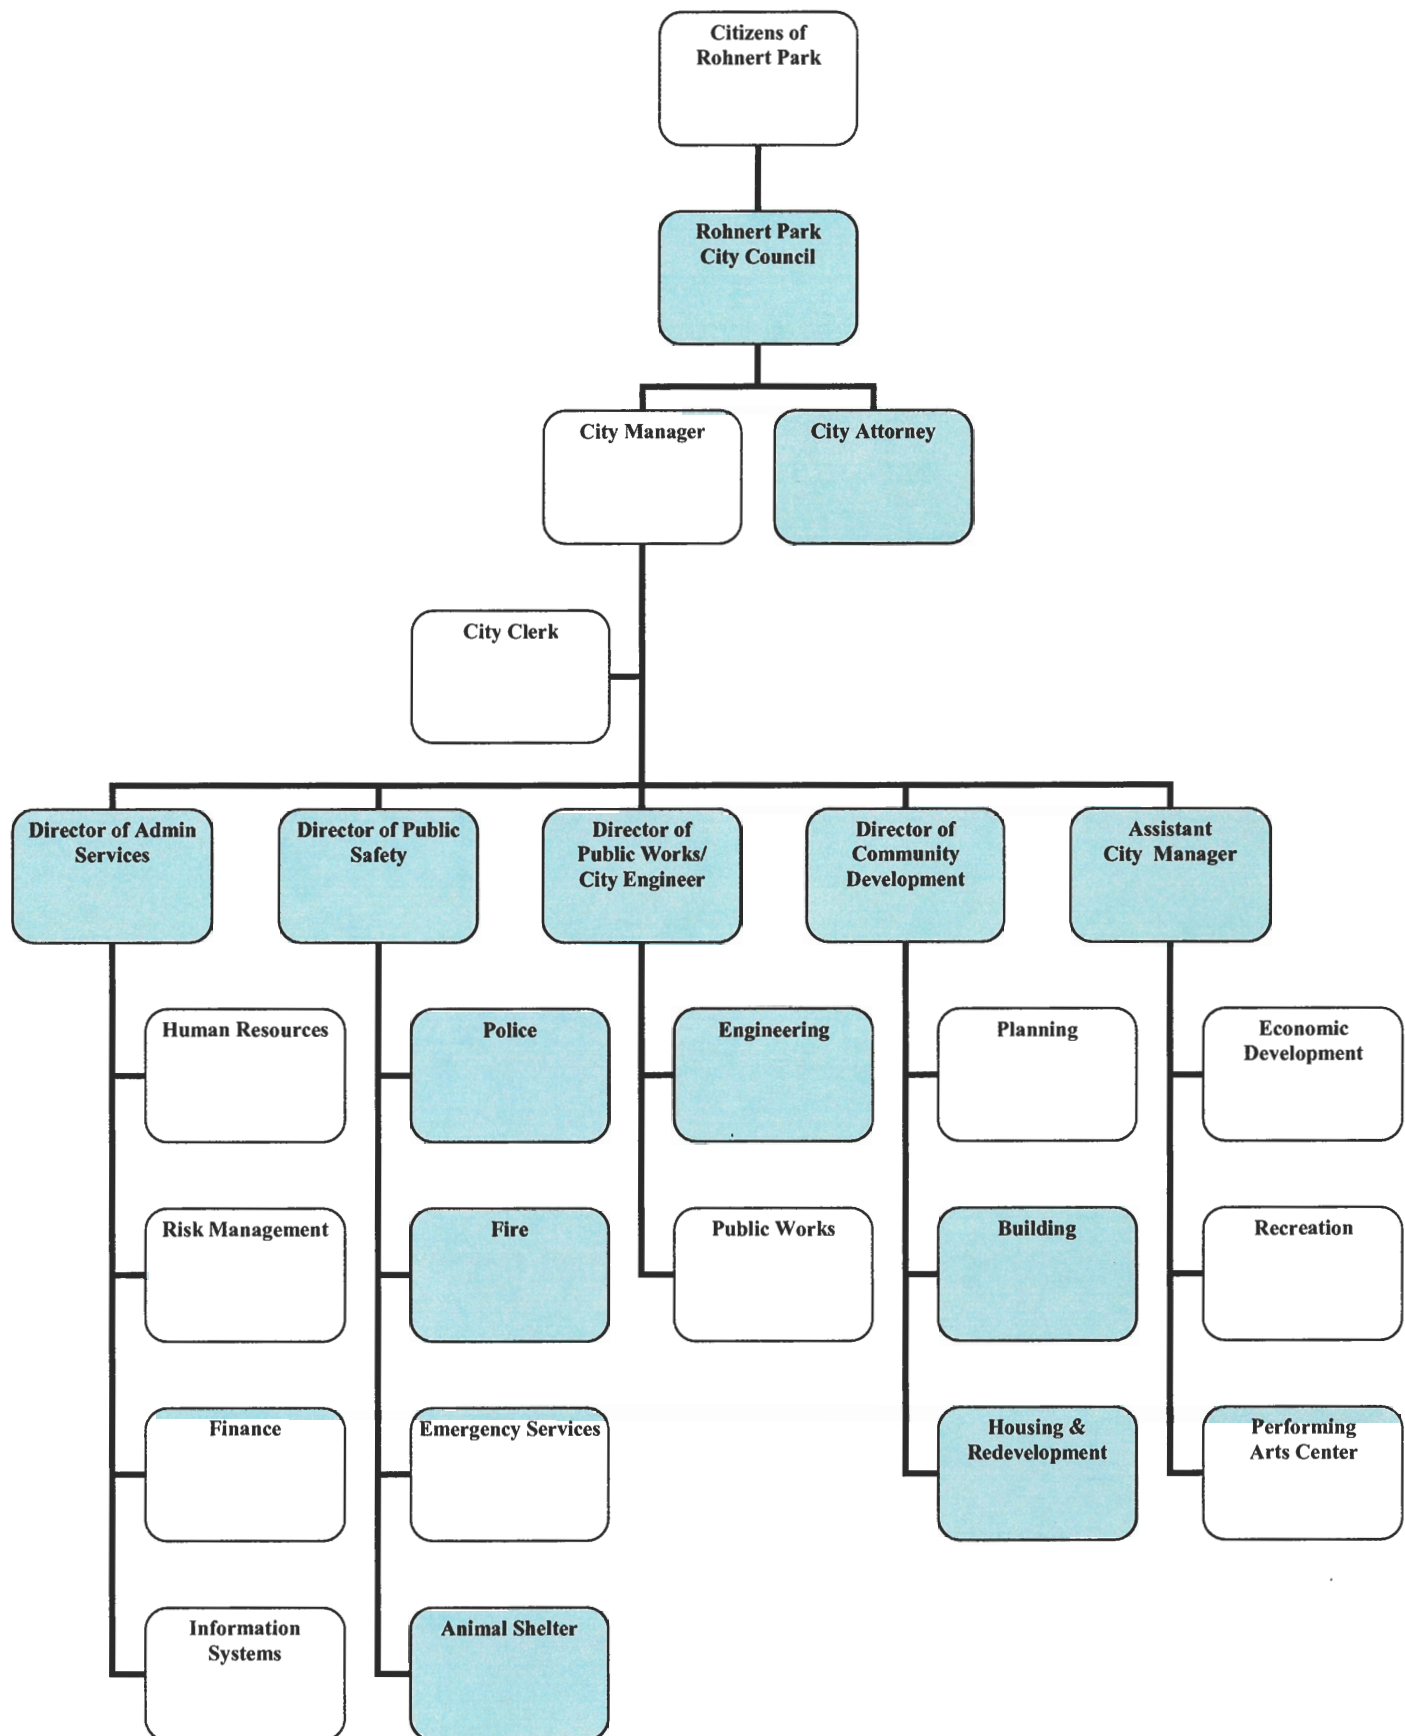 Citizens of
Rohnert Park
Rohnert Park
City Council
City Manager
City Attorney
City Clerk
Director of Admin
Services
Director of Public
Safety
Director of
Public Works/
City Engineer
Director of
Community
Development
Assistant
City Manager
Human Resources
Police
Engineering
Planning
Economic
Development
Risk Management
Fire
Public Works
Building
Recreation
Finance
Emergency Services
Housing &
Redevelopment
Performing
Arts Center
Information
Systems
Animal Shelter